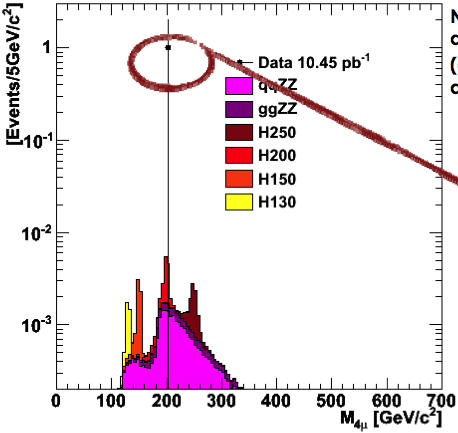 [Events/5GeV/c²]
1
10⁻¹
10⁻²
10⁻³
Data 10.45 pb⁻¹
qqZZ
ggZZ
H250
H200
H150
H130
0 100 200 300 400 500 600 700
M4μ [GeV/c²]